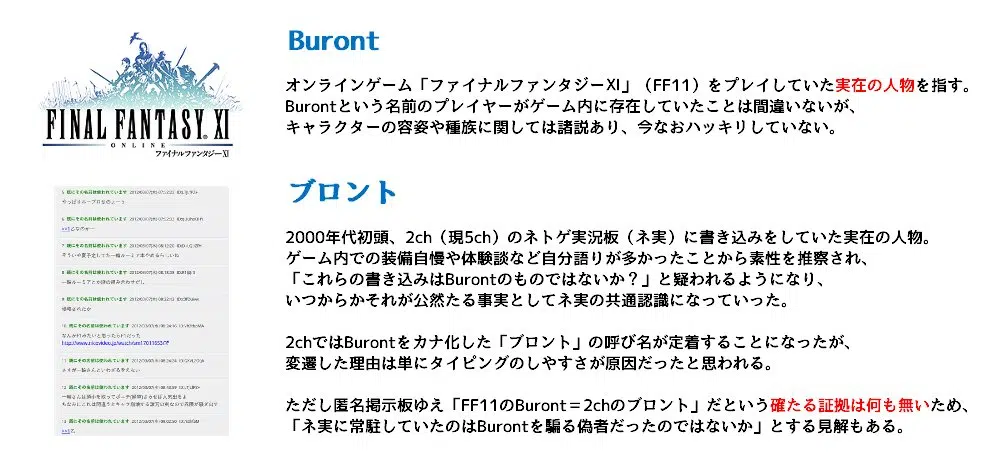 FINAL FANTASY XI
ONLINE
ファイナルファンタジーXI
Buront
オンラインゲーム「ファイナルファンタジーXI」(FF11)をプレイしていた実在の人物を指す。
Burontという名前のプレイヤーがゲーム内に存在していたことは間違いないが、
キャラクターの容姿や種族に関しては諸説あり、今なおハッキリしていない。
ブロント
2000年代初頭、2ch(現5ch)のネトゲ実況板(ネ実)に書き込みをしていた実在の人物。
ゲーム内での装備自慢や体験談など自分語りが多かったことから素性を推察され、
「これらの書き込みはBurontのものではないか？」と疑われるようになり、
いつからかそれが公然たる事実としてネ実の共通認識になっていった。
2chではBurontをカナ化した「ブロント」の呼び名が定着することになったが、
変遷した理由は単にタイピングのしやすさが原因だったと思われる。
ただし匿名掲示板ゆえ「FF11のBuront＝2chのブロント」だという確たる証拠は何も無いため、
「ネ実に常駐していたのはBurontを騙る偽者だったのではないか」とする見解もある。